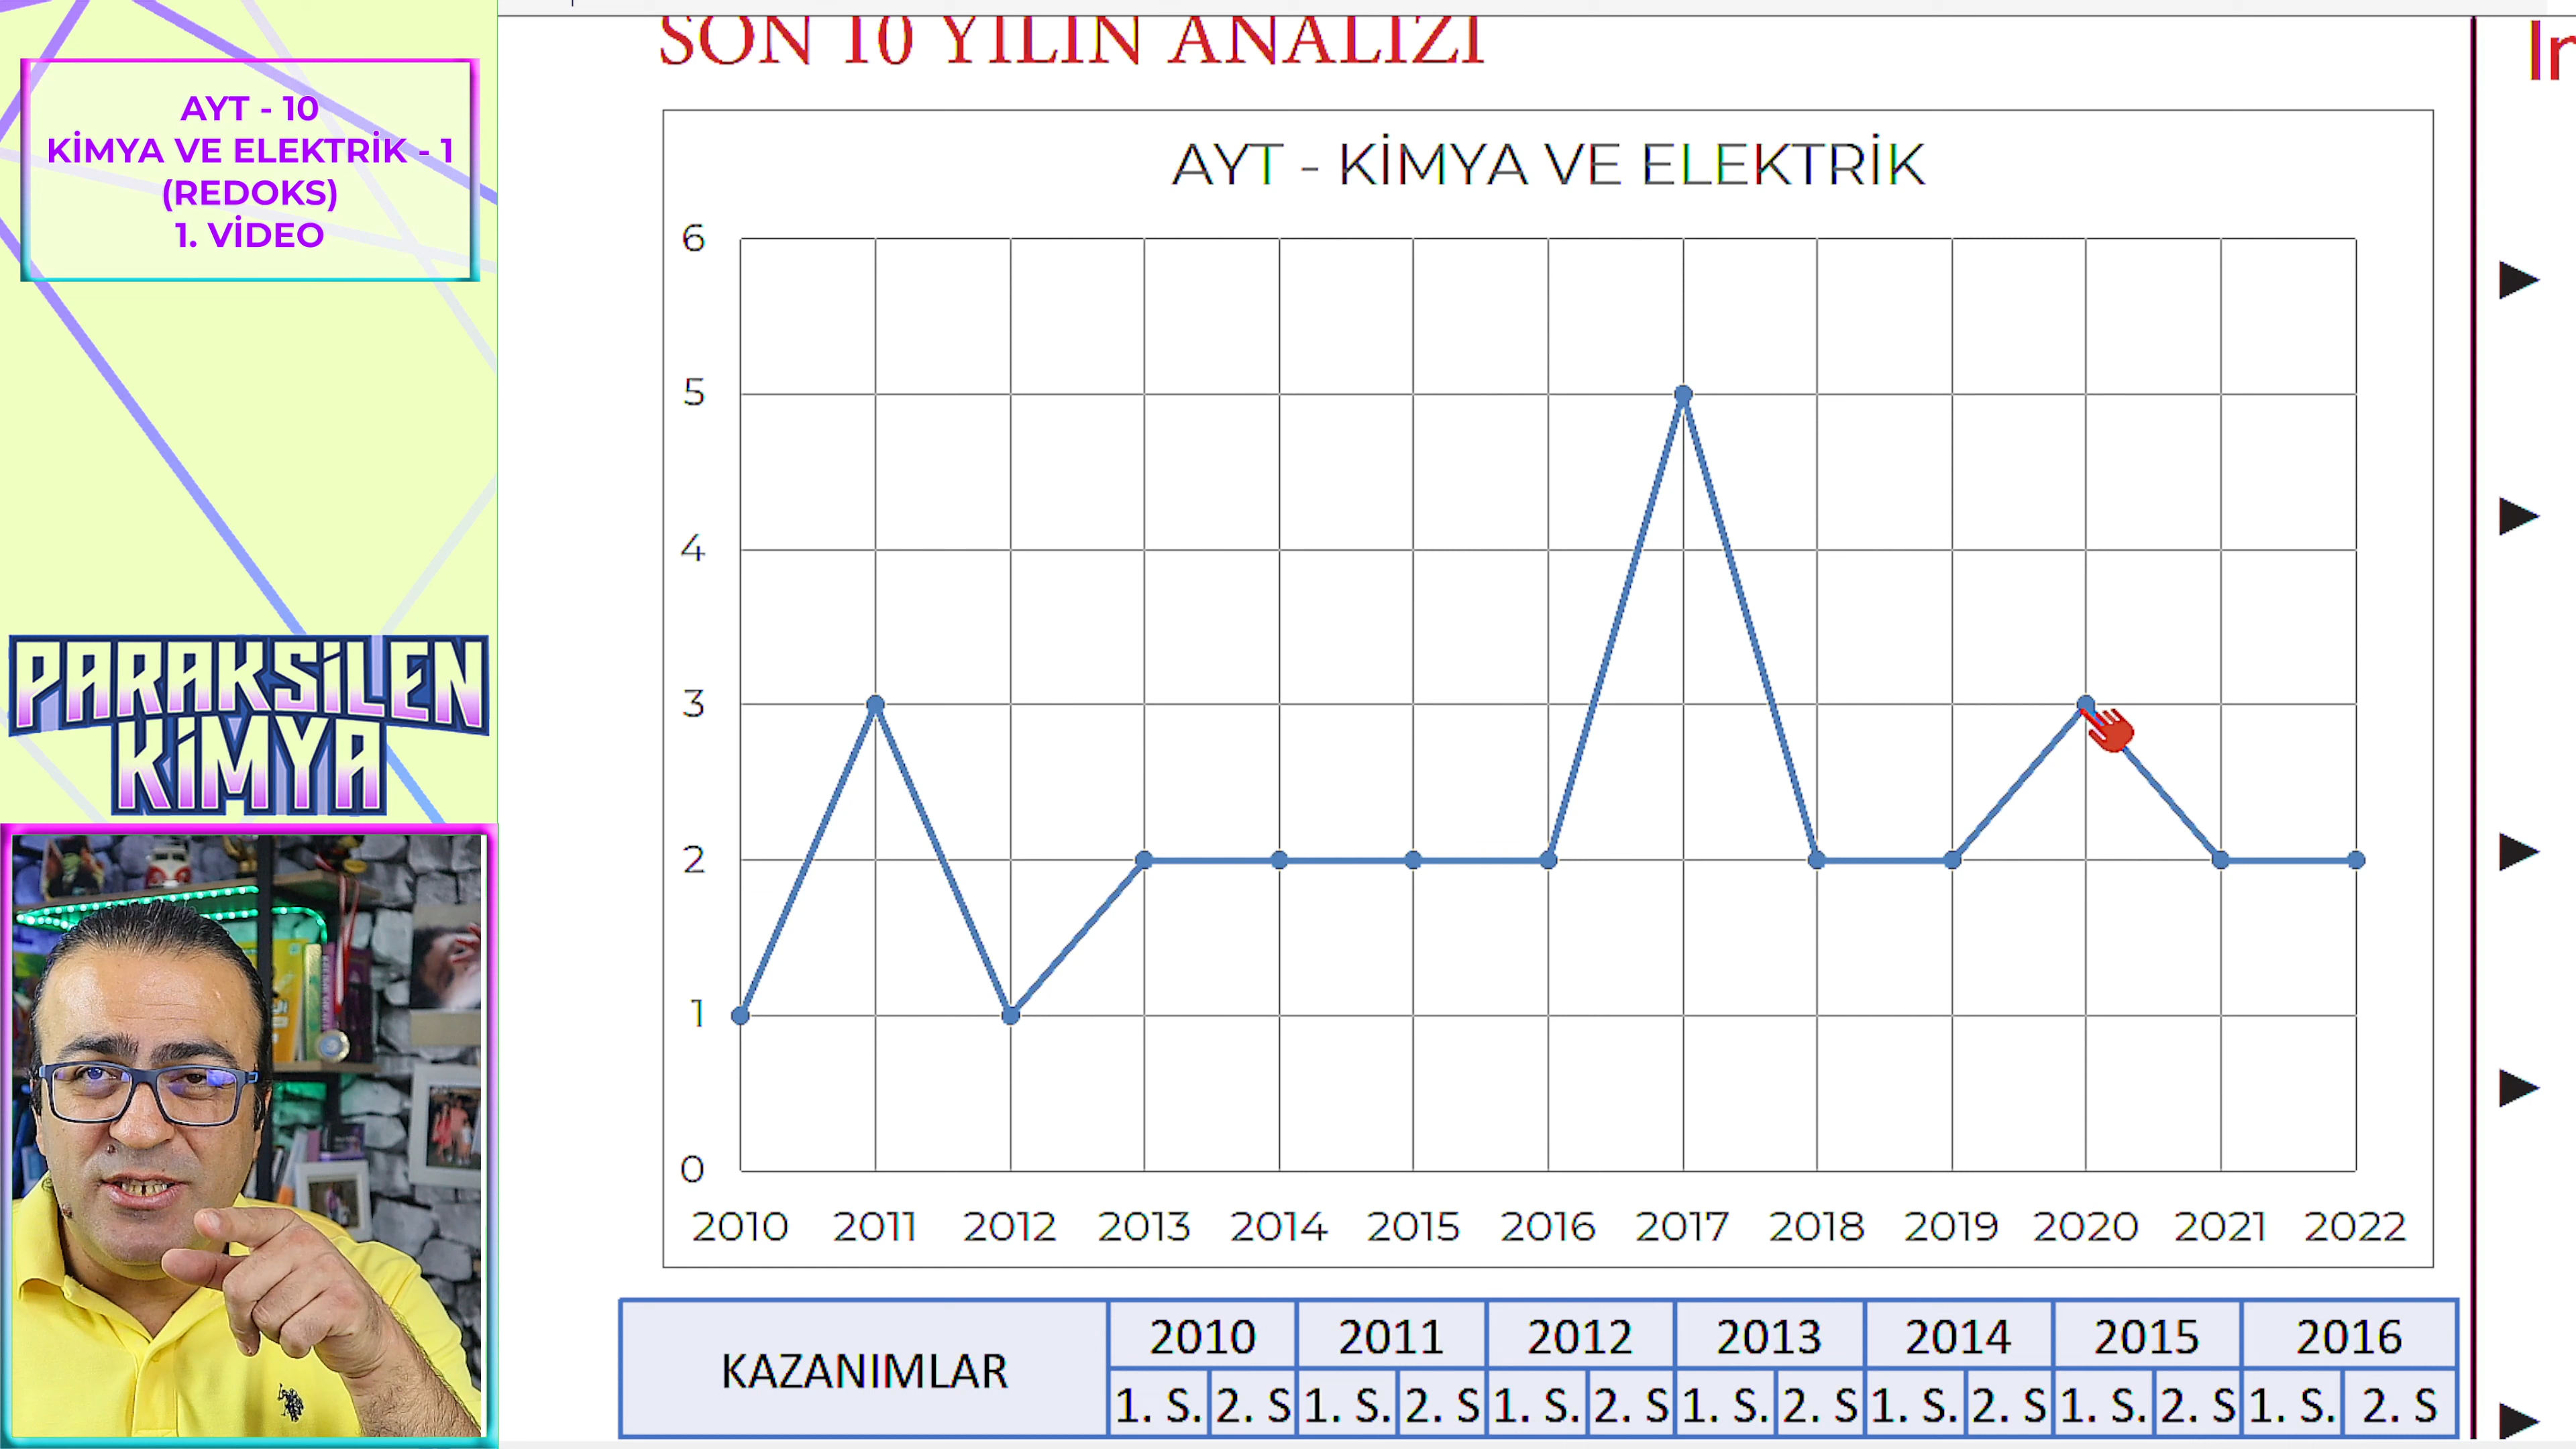 AYT - 10
KİMYA VE ELEKTRİK - 1
(REDOKS)
1. VİDEO
PARAKSİLEN
KİMYA
SON 10 YILIN ANALİZİ
AYT - KİMYA VE ELEKTRİK
6
5
4
3
2
1
0
2010 2011 2012 2013 2014 2015 2016 2017 2018 2019 2020 2021 2022
KAZANIMLAR
2010 2011 2012 2013 2014 2015 2016
1. S. 2. S 1. S. 2. S 1. S. 2. S 1. S. 2. S 1. S. 2. S 1. S. 2. S 1. S. 2. S